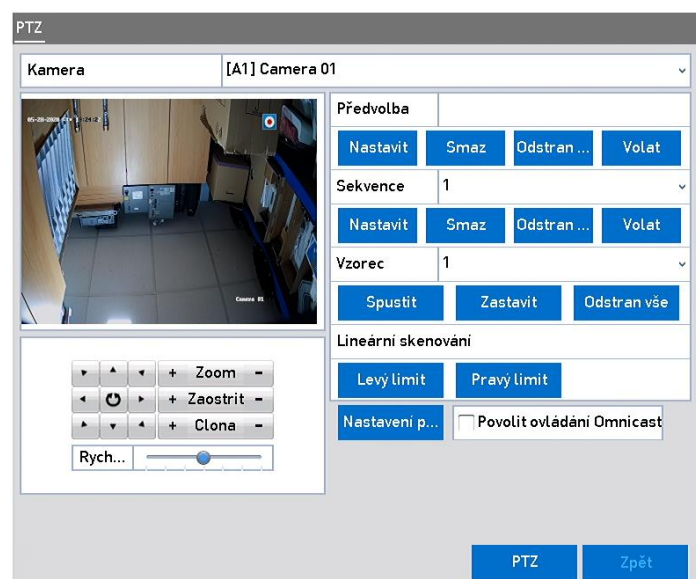 PTZ
Kamera [A1] Camera 01
Camera 01
Předvolba
Nastavit Smaz Odstran ... Volat
Sekvence 1
Nastavit Smaz Odstran ... Volat
Vzorec 1
Spustit Zastavit Odstran vše
Lineární skenování
Levý limit Pravý limit
Nastavení p... Povolit ovládání Omnicast
+ Zoom -
+ Zaostrit -
+ Clona -
Rych...
PTZ Zpět